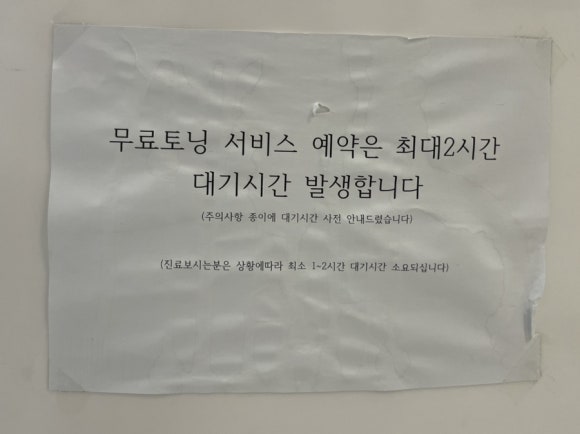 무료토닝 서비스 예약은 최대2시간
대기시간 발생합니다
(주의사항 종이에 대기시간 사전 안내드렸습니다)
(진료보시는분은 상황에따라 최소 1~2시간 대기시간 소요되십니다)